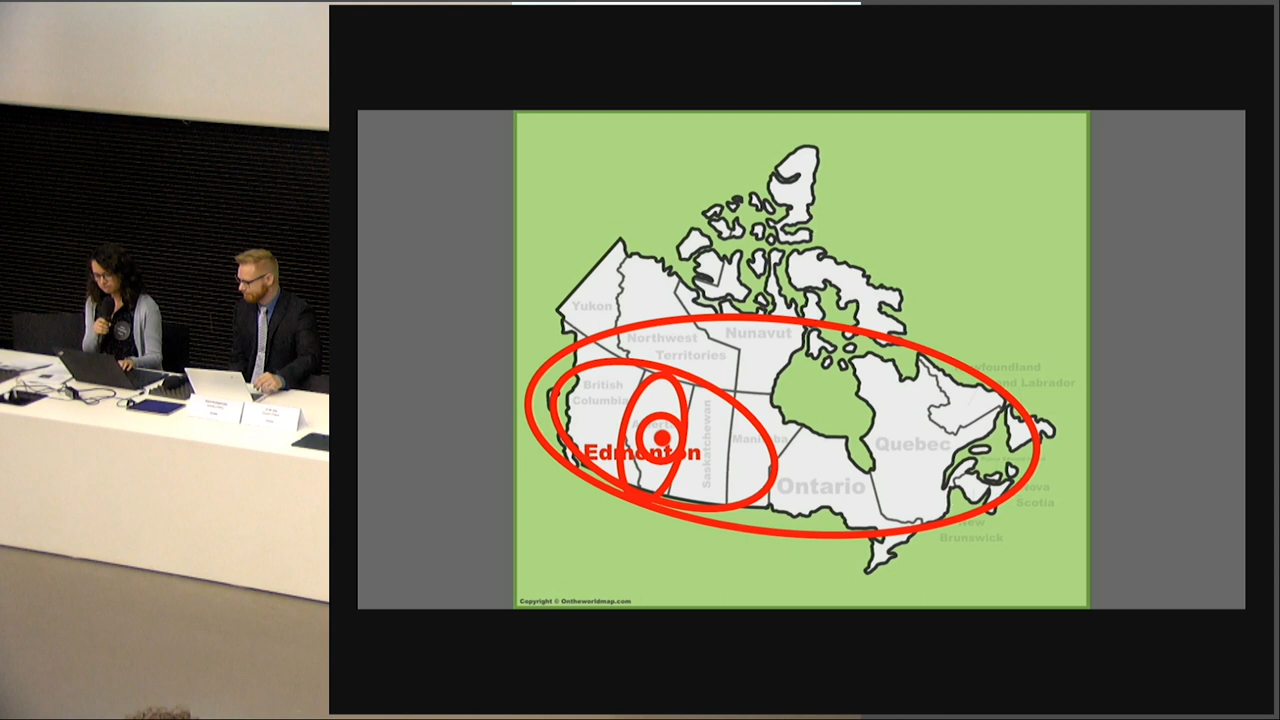 Yukon
Northwest
Territories
Nunavut
British
Columbia
Edmonton
Saskatchewan
Manitoba
Ontario
Quebec
Newfoundland
and Labrador
Nova
Scotia
New
Brunswick
Copyright © Ontheworldmap.com